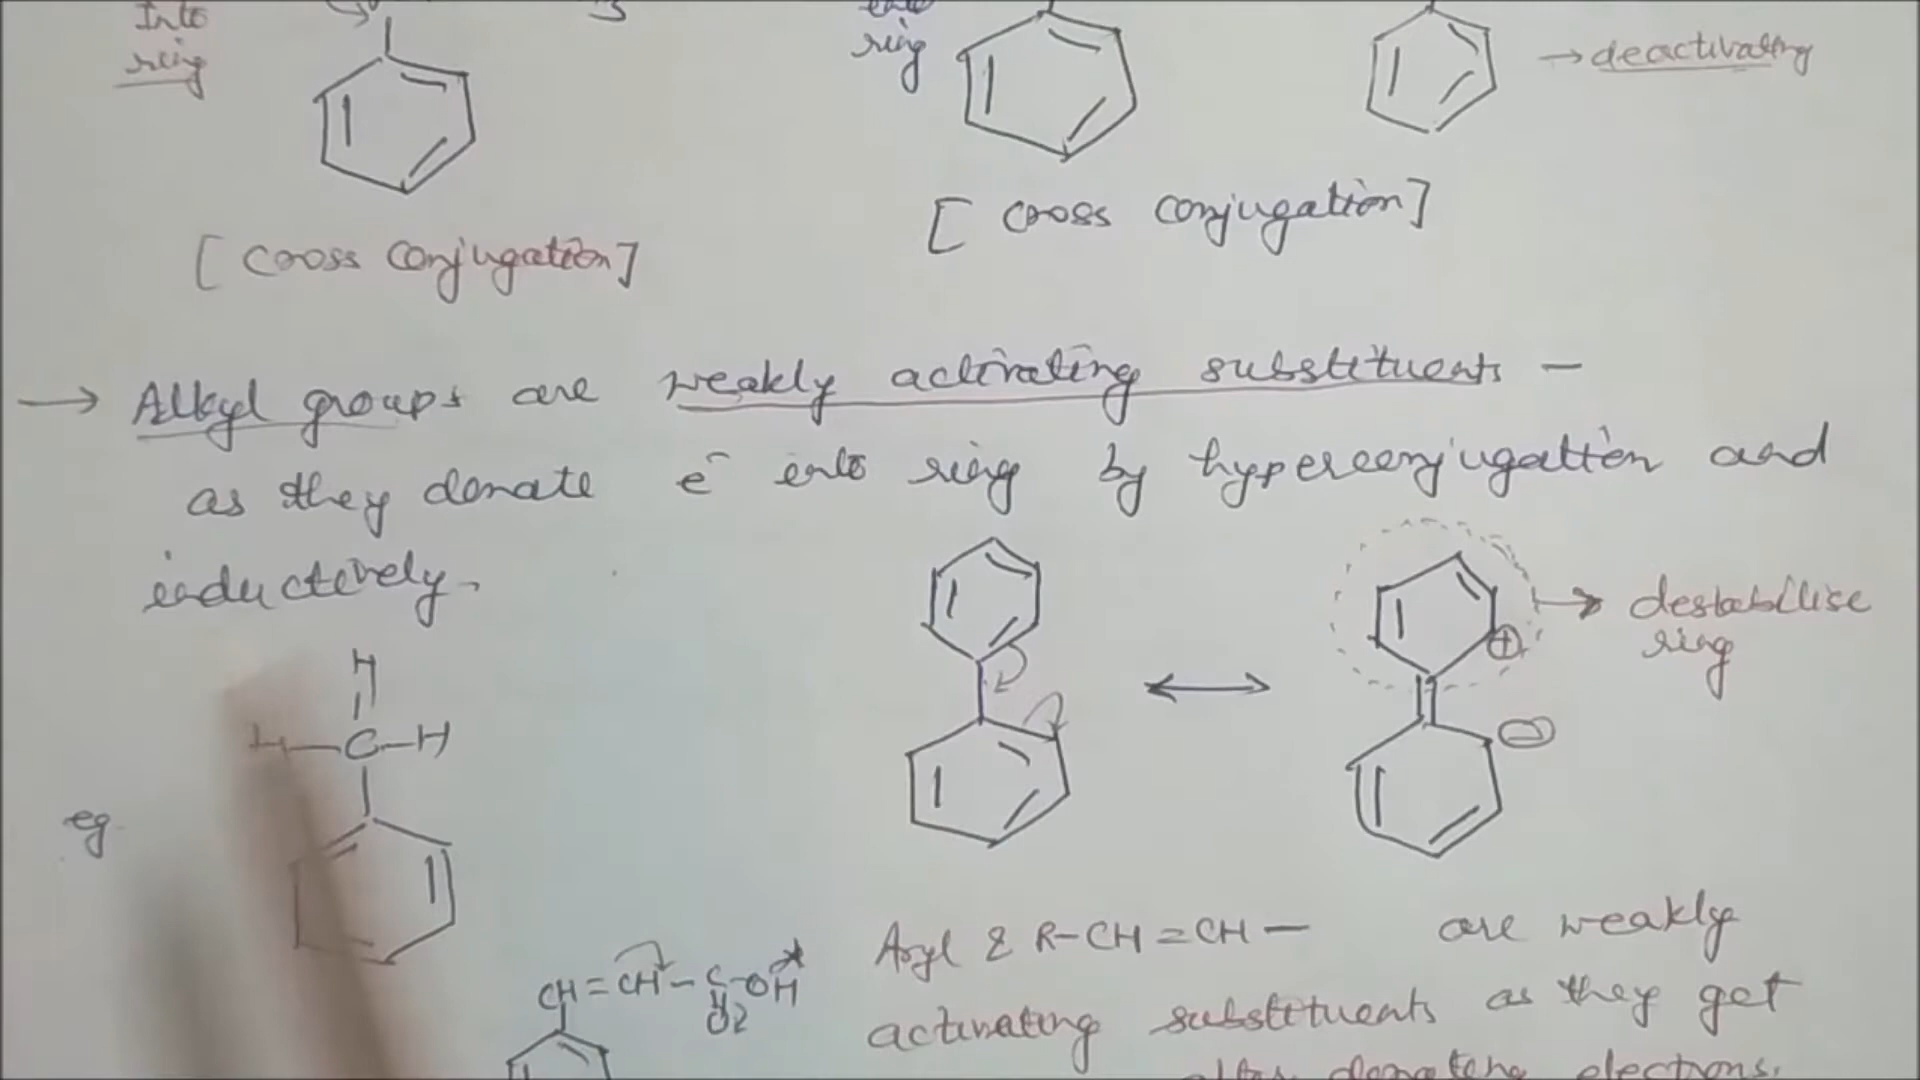 Into
ring
ring
→ deactivating
[ cross conjugation]
[ cross conjugation]
→ Alkyl groups are weakly activating substituents –
as they donate e⁻ into ring by hyperconjugation and
inductively.
⊕ → destabilise
ring
⊖
H
H–C–H
eg
CH=CH–C–OH
O
Aryl & R–CH=CH– are weakly
activating substituents as they get
donating electrons.